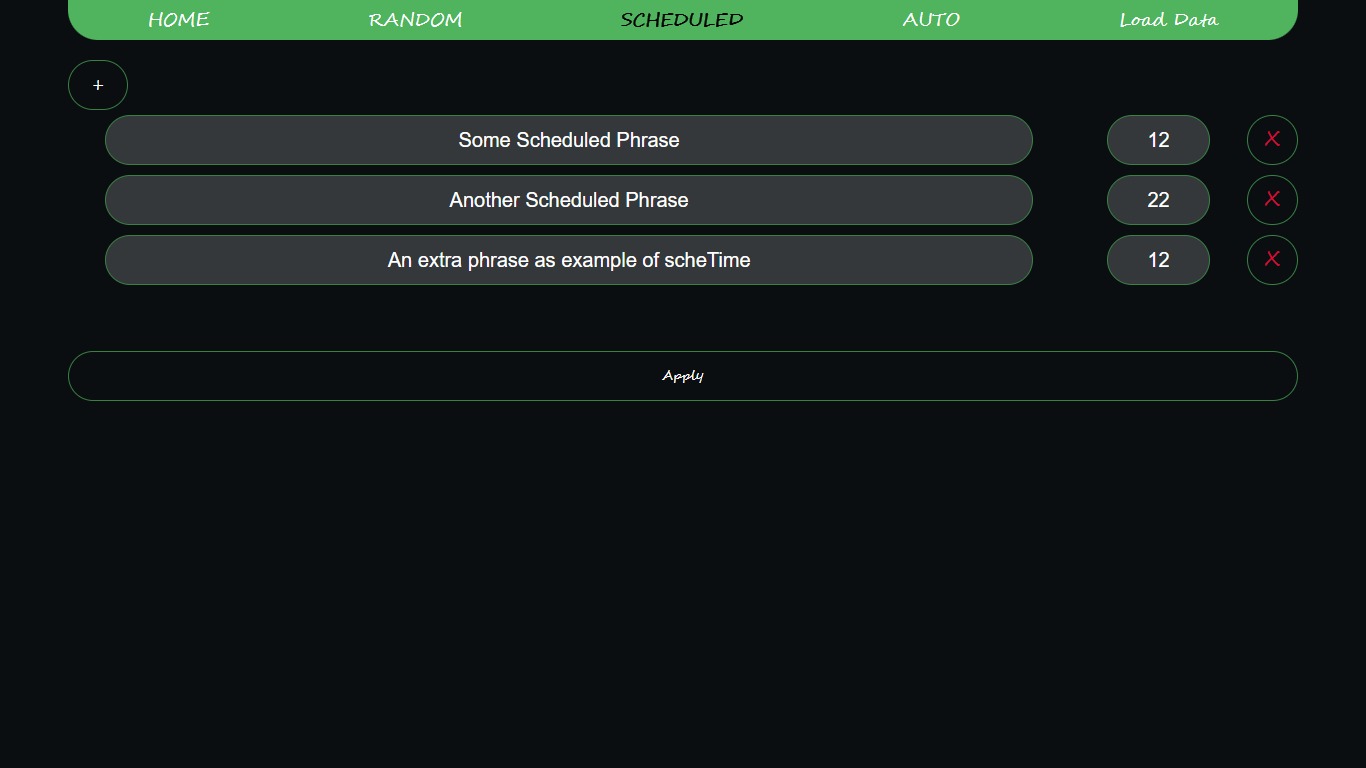 HOME RANDOM SCHEDULED AUTO Load Data
+
Some Scheduled Phrase 12 X
Another Scheduled Phrase 22 X
An extra phrase as example of scheTime 12 X
Apply